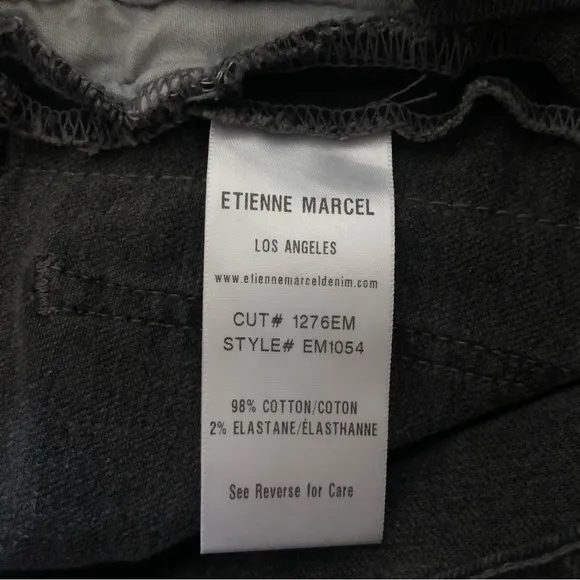 ETIENNE MARCEL
LOS ANGELES
www.etiennemarceldenim.com
CUT# 1276EM
STYLE# EM1054
98% COTTON/COTON
2% ELASTANE/ÉLASTHANNE
See Reverse for Care